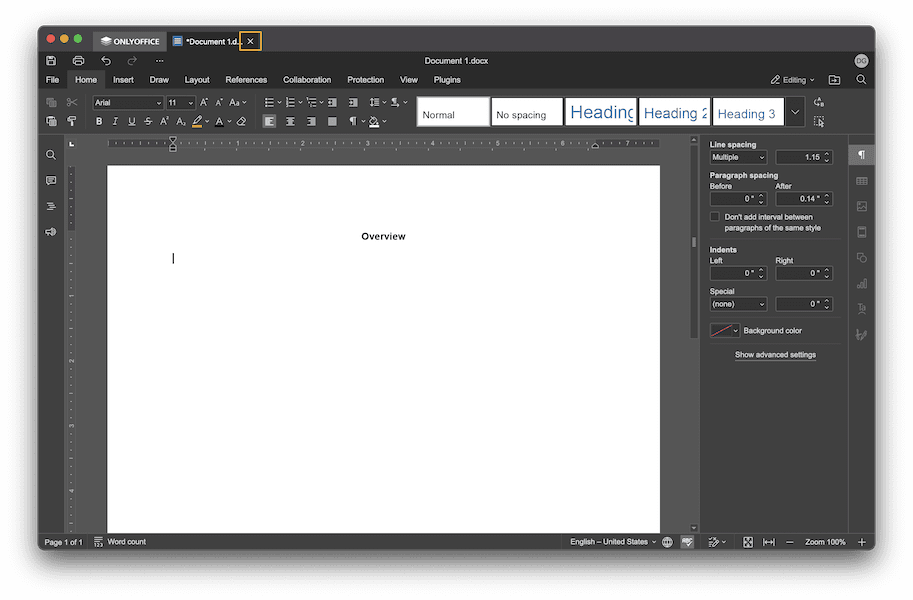 ONLYOFFICE
*Document 1.d..
Document 1.docx
DG
File Home Insert Draw Layout References Collaboration Protection View Plugins
Editing
Arial 11
Normal No spacing Heading Heading 2 Heading 3
Line spacing
Multiple 1.15
Paragraph spacing
Before After
0 " 0.14 "
Don't add interval between
paragraphs of the same style
Indents
Left Right
0 " 0 "
Special
(none) 0 "
Background color
Show advanced settings
Overview
Page 1 of 1 Word count English – United States Zoom 100%